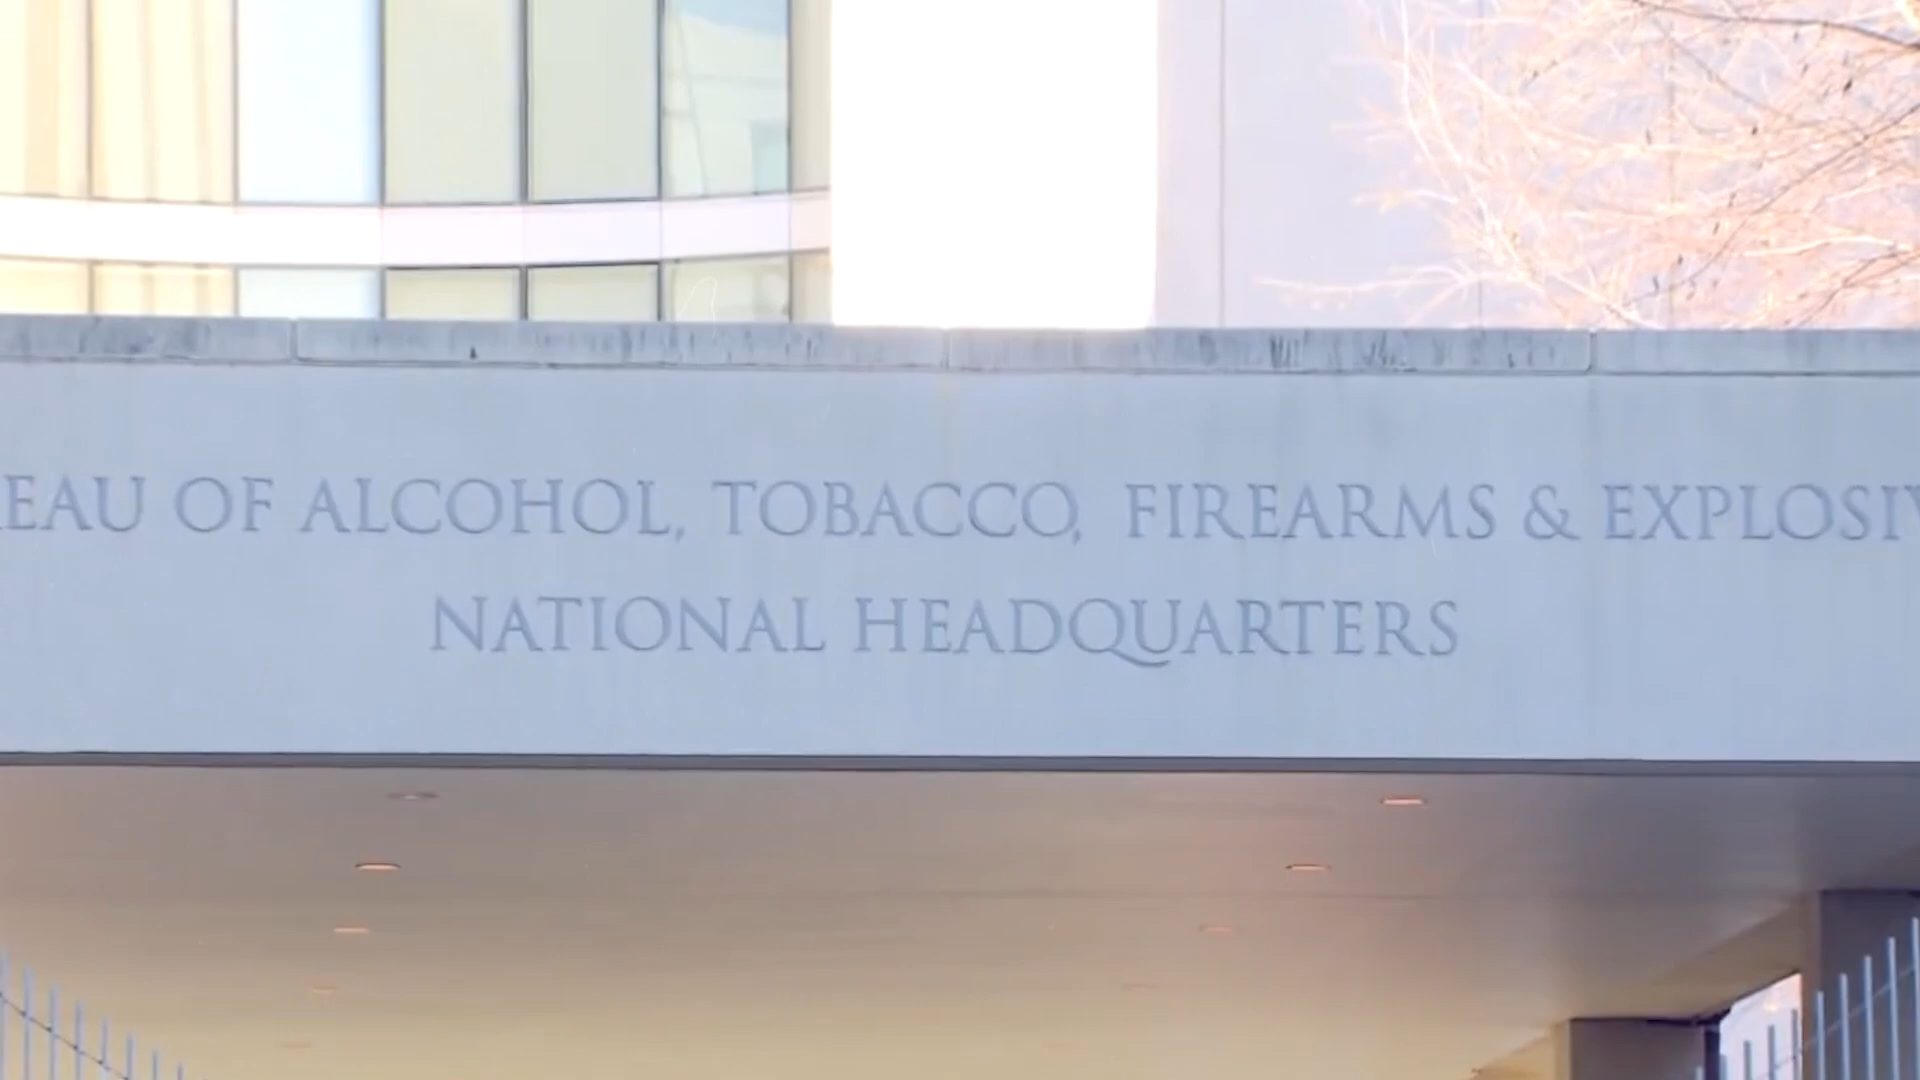 EAU OF ALCOHOL, TOBACCO, FIREARMS & EXPLOSIV
NATIONAL HEADQUARTERS